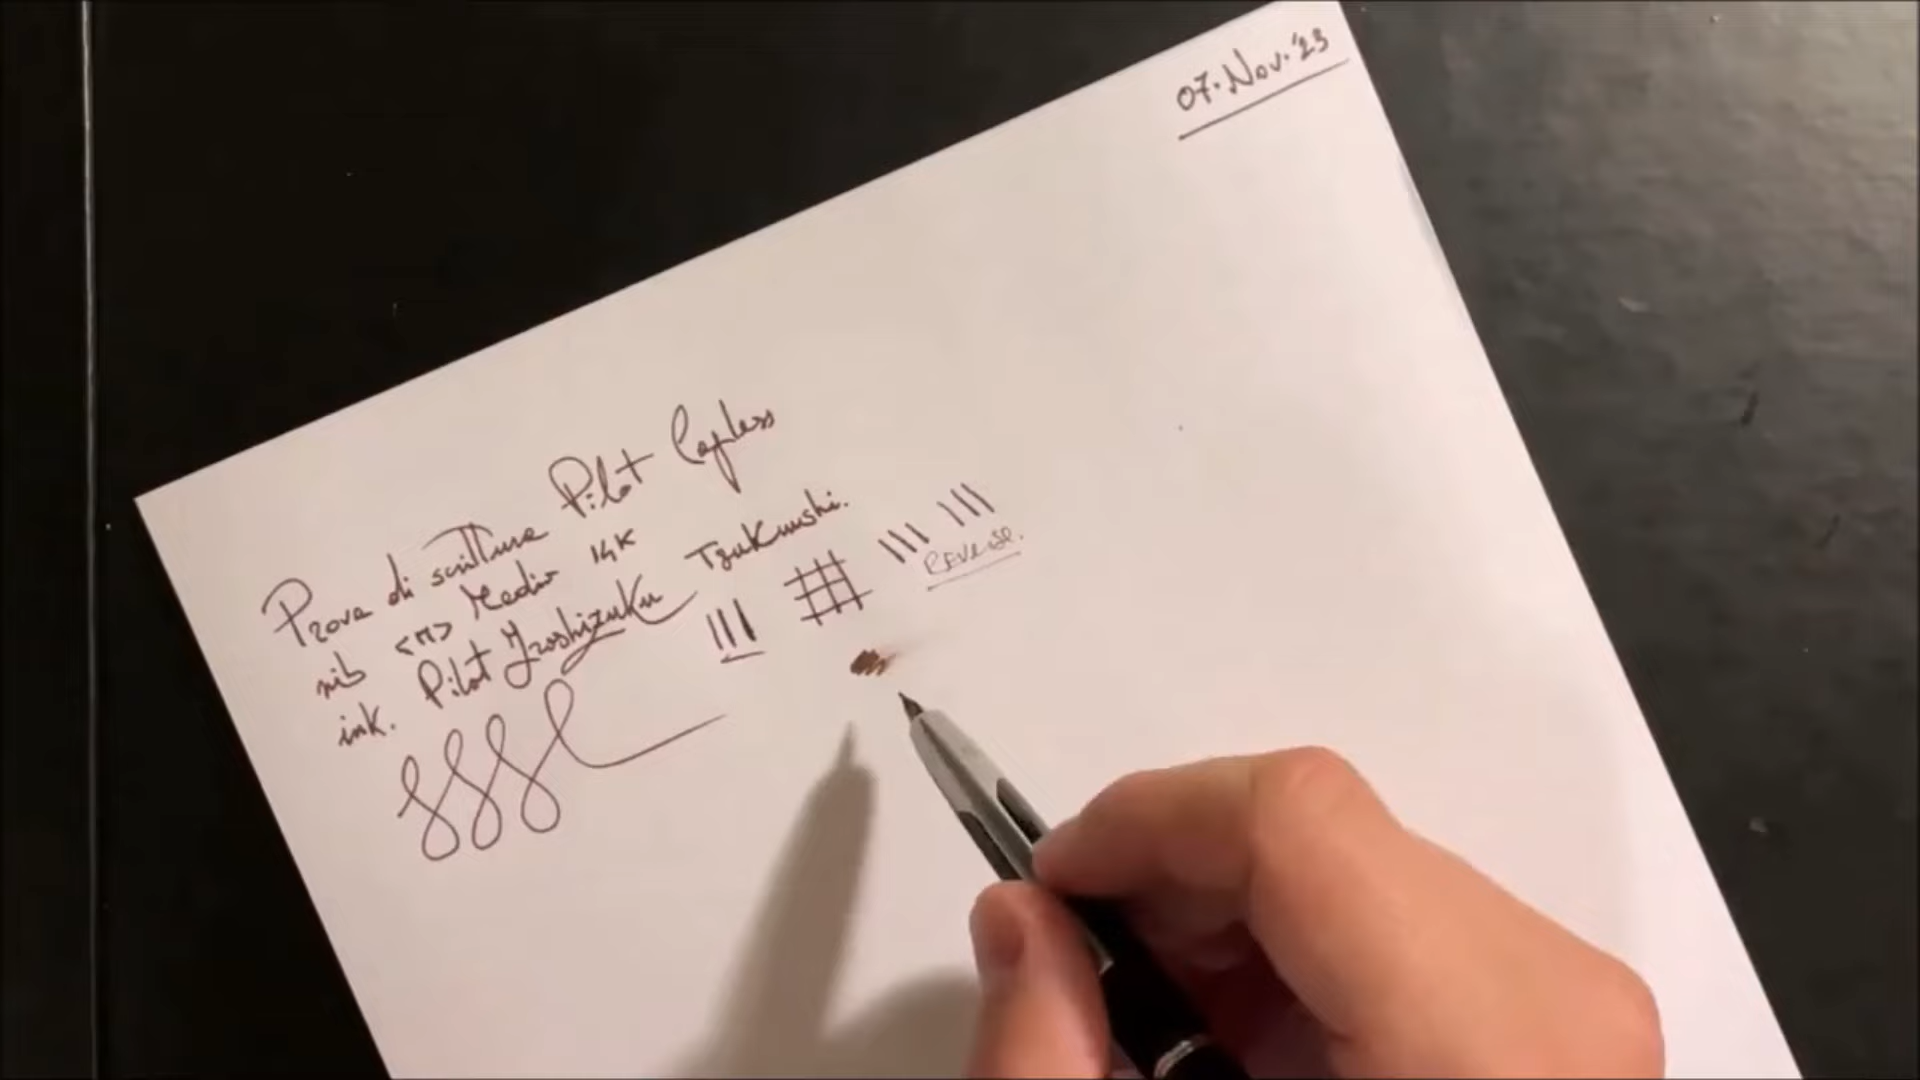 07. Nov. '23
Prova di scrittura Pilot Capless
nib <M> Medio 14K
ink. Pilot Iroshizuku Tsukushi.
Reverse.